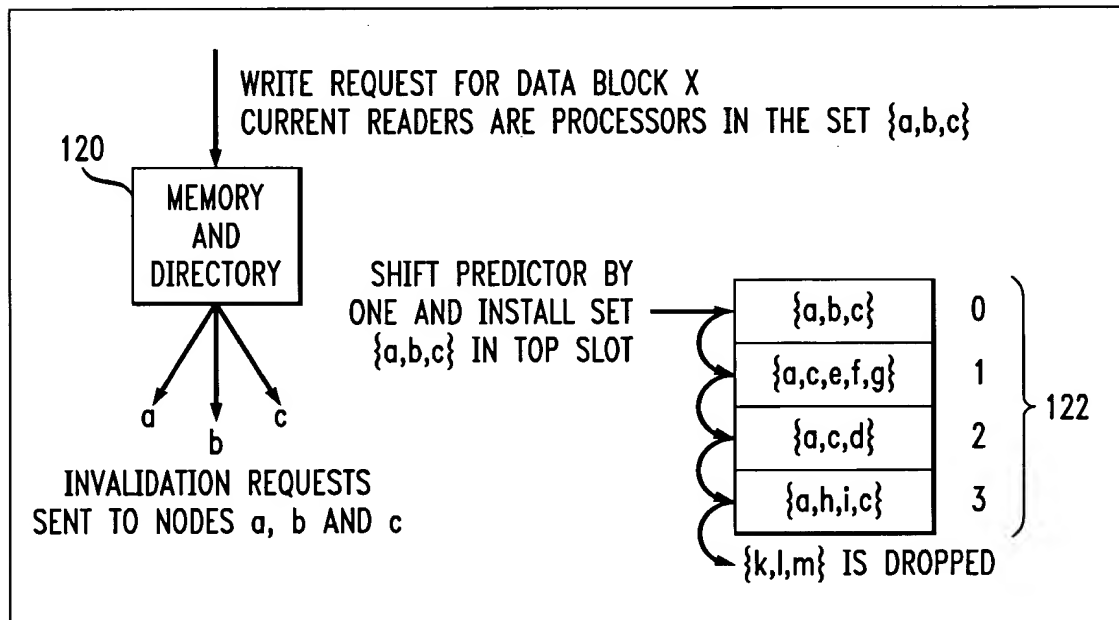 WRITE REQUEST FOR DATA BLOCK X
CURRENT READERS ARE PROCESSORS IN THE SET {a,b,c}
120
MEMORY
AND
DIRECTORY
a
b
c
INVALIDATION REQUESTS
SENT TO NODES a, b AND c
SHIFT PREDICTOR BY
ONE AND INSTALL SET
{a,b,c} IN TOP SLOT
{a,b,c} 0
{a,c,e,f,g} 1
{a,c,d} 2
{a,h,i,c} 3
122
{k,l,m} IS DROPPED